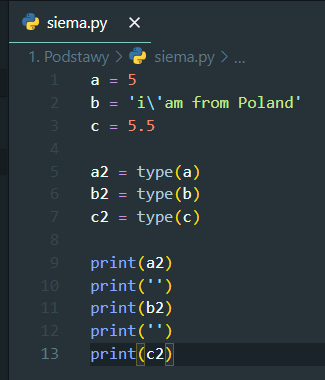 siema.py ×
1. Podstawy > siema.py > ...
1 a = 5
2 b = 'i\'am from Poland'
3 c = 5.5
4
5 a2 = type(a)
6 b2 = type(b)
7 c2 = type(c)
8
9 print(a2)
10 print('')
11 print(b2)
12 print('')
13 print(c2)